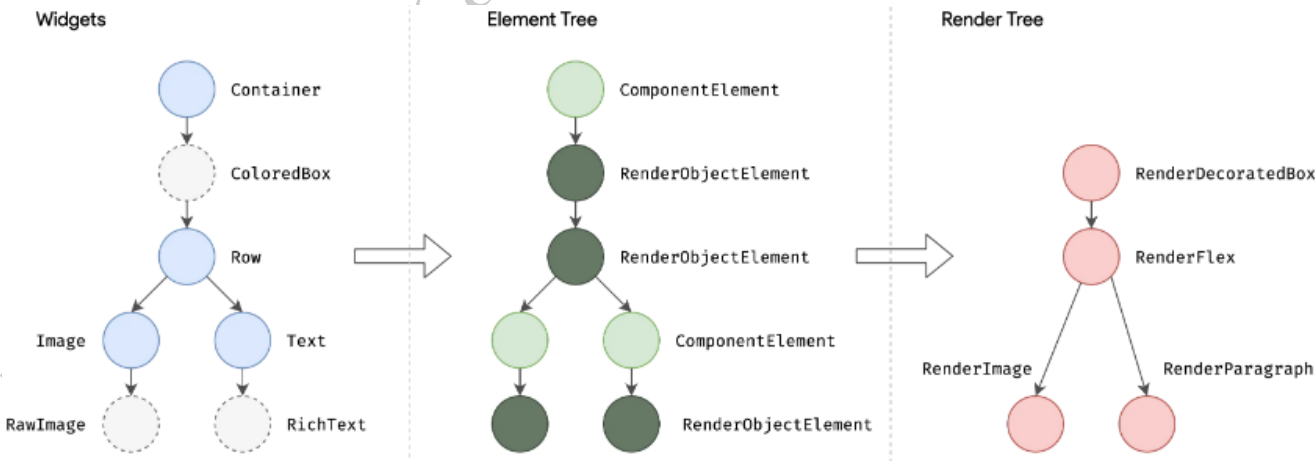 Widgets
Element Tree
Render Tree
Container
ColoredBox
Row
Image
Text
RawImage
RichText
ComponentElement
RenderObjectElement
RenderObjectElement
ComponentElement
RenderObjectElement
RenderDecoratedBox
RenderFlex
RenderImage
RenderParagraph